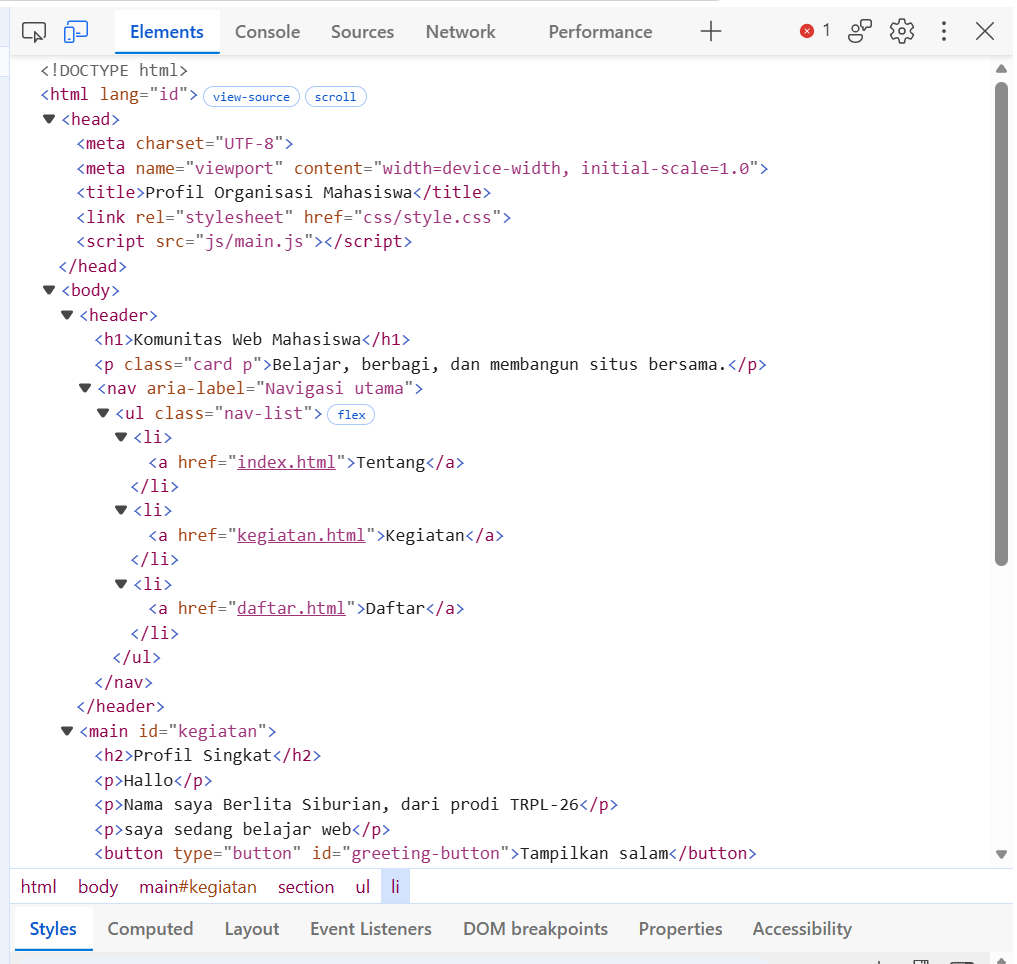 Elements Console Sources Network Performance 1
<!DOCTYPE html>
<html lang="id"> view-source scroll
<head>
<meta charset="UTF-8">
<meta name="viewport" content="width=device-width, initial-scale=1.0">
<title>Profil Organisasi Mahasiswa</title>
<link rel="stylesheet" href="css/style.css">
<script src="js/main.js"></script>
</head>
<body>
<header>
<h1>Komunitas Web Mahasiswa</h1>
<p class="card p">Belajar, berbagi, dan membangun situs bersama.</p>
<nav aria-label="Navigasi utama">
<ul class="nav-list"> flex
<li>
<a href="index.html">Tentang</a>
</li>
<li>
<a href="kegiatan.html">Kegiatan</a>
</li>
<li>
<a href="daftar.html">Daftar</a>
</li>
</ul>
</nav>
</header>
<main id="kegiatan">
<h2>Profil Singkat</h2>
<p>Hallo</p>
<p>Nama saya Berlita Siburian, dari prodi TRPL-26</p>
<p>saya sedang belajar web</p>
<button type="button" id="greeting-button">Tampilkan salam</button>
html body main#kegiatan section ul li
Styles Computed Layout Event Listeners DOM breakpoints Properties Accessibility